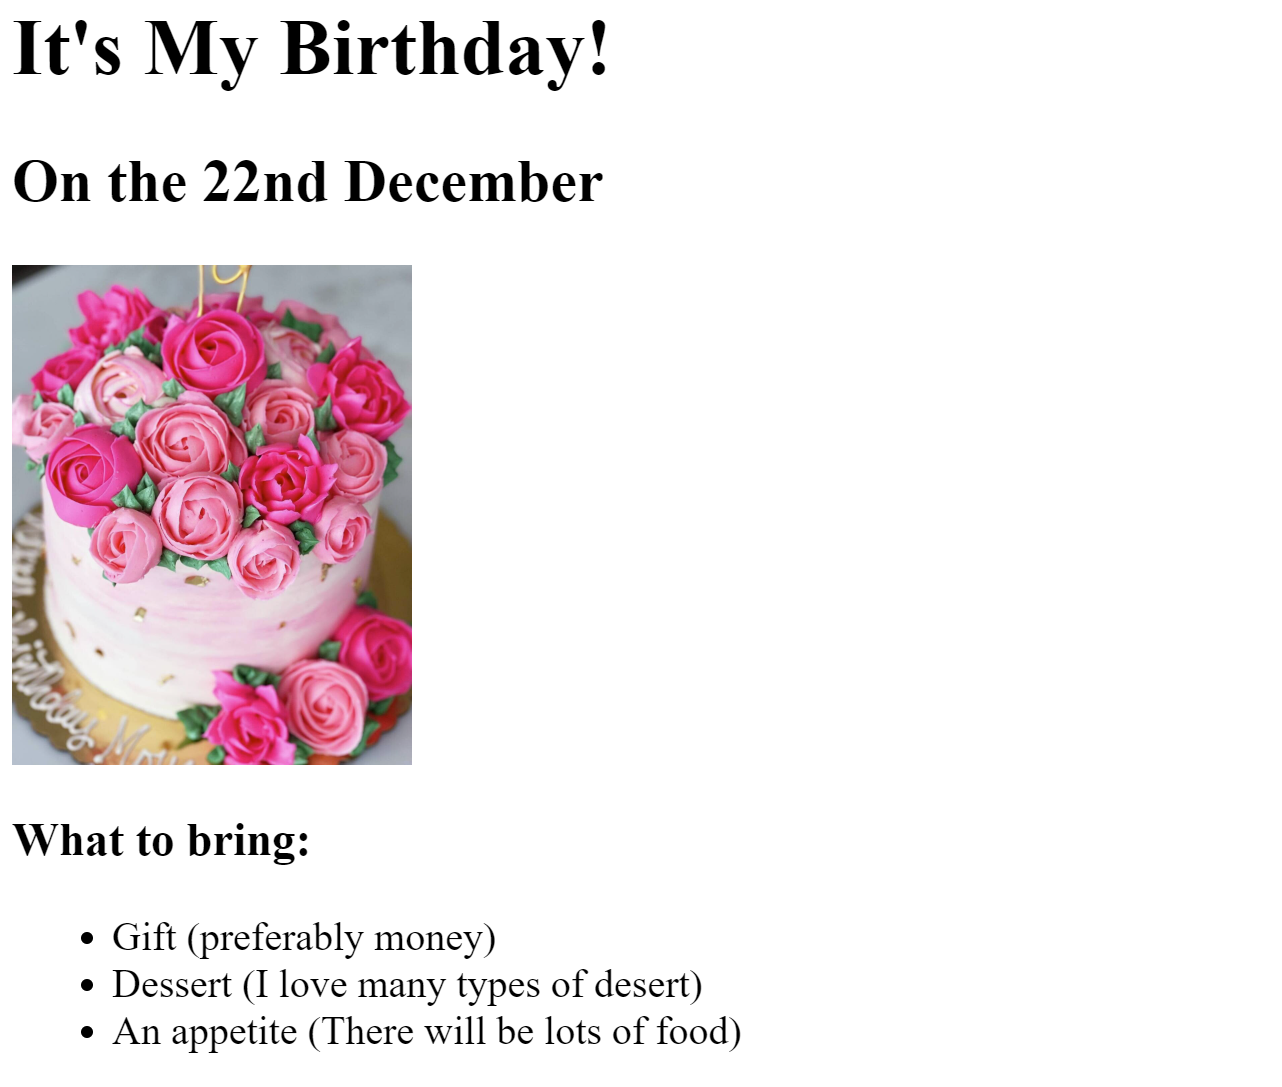 It's My Birthday!
On the 22nd December
birthday
What to bring:
Gift (preferably money)
Dessert (I love many types of desert)
An appetite (There will be lots of food)